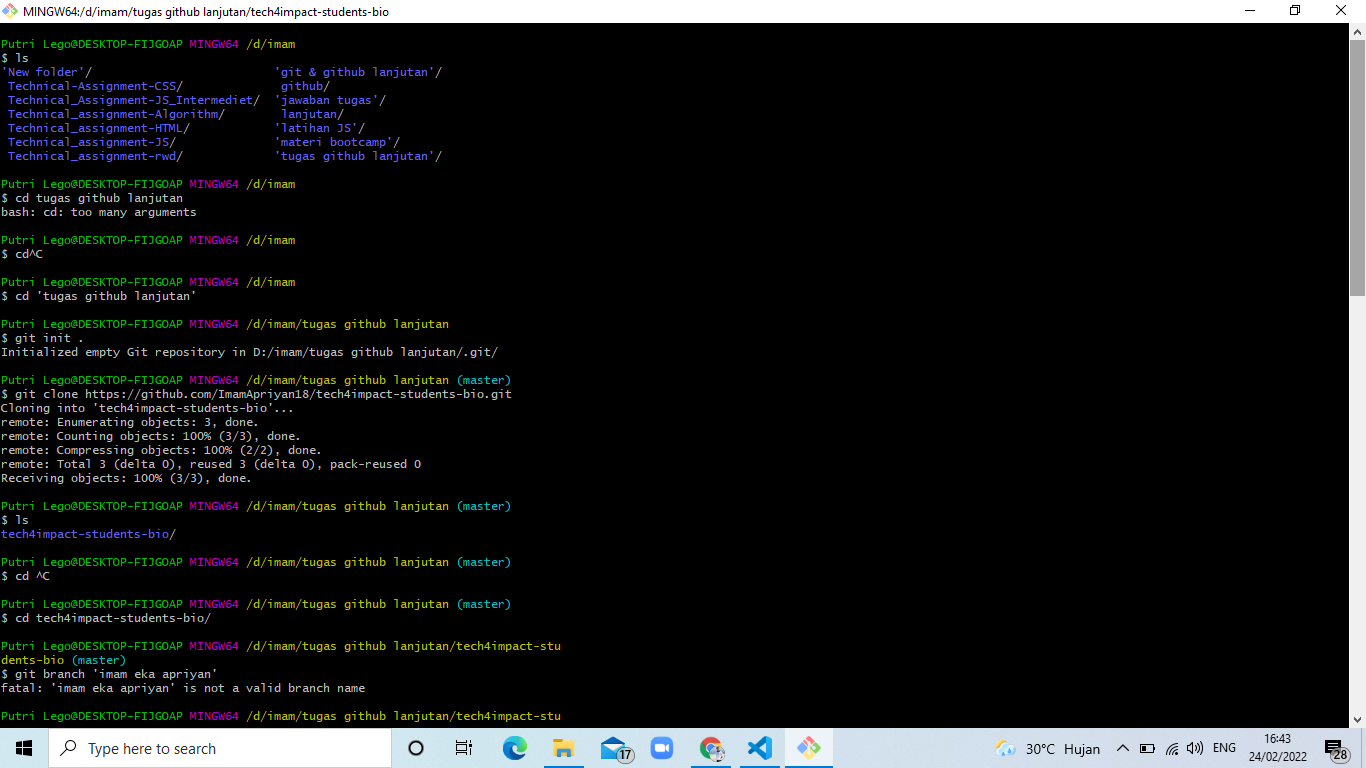 MINGW64:/d/imam/tugas github lanjutan/tech4impact-students-bio
Putri Lego@DESKTOP-FIJGOAP MINGW64 /d/imam
$ ls
'New folder'/ 'git & github lanjutan'/
Technical-Assignment-CSS/ github/
Technical_Assignment-JS_Intermediet/ 'jawaban tugas'/
Technical_assignment-Algorithm/ lanjutan/
Technical_assignment-HTML/ 'latihan JS'/
Technical_assignment-JS/ 'materi bootcamp'/
Technical_assignment-rwd/ 'tugas github lanjutan'/
Putri Lego@DESKTOP-FIJGOAP MINGW64 /d/imam
$ cd tugas github lanjutan
bash: cd: too many arguments
Putri Lego@DESKTOP-FIJGOAP MINGW64 /d/imam
$ cd^C
Putri Lego@DESKTOP-FIJGOAP MINGW64 /d/imam
$ cd 'tugas github lanjutan'
Putri Lego@DESKTOP-FIJGOAP MINGW64 /d/imam/tugas github lanjutan
$ git init .
Initialized empty Git repository in D:/imam/tugas github lanjutan/.git/
Putri Lego@DESKTOP-FIJGOAP MINGW64 /d/imam/tugas github lanjutan (master)
$ git clone https://github.com/ImamApriyan18/tech4impact-students-bio.git
Cloning into 'tech4impact-students-bio'...
remote: Enumerating objects: 3, done.
remote: Counting objects: 100% (3/3), done.
remote: Compressing objects: 100% (2/2), done.
remote: Total 3 (delta 0), reused 3 (delta 0), pack-reused 0
Receiving objects: 100% (3/3), done.
Putri Lego@DESKTOP-FIJGOAP MINGW64 /d/imam/tugas github lanjutan (master)
$ ls
tech4impact-students-bio/
Putri Lego@DESKTOP-FIJGOAP MINGW64 /d/imam/tugas github lanjutan (master)
$ cd ^C
Putri Lego@DESKTOP-FIJGOAP MINGW64 /d/imam/tugas github lanjutan (master)
$ cd tech4impact-students-bio/
Putri Lego@DESKTOP-FIJGOAP MINGW64 /d/imam/tugas github lanjutan/tech4impact-stu
dents-bio (master)
$ git branch 'imam eka apriyan'
fatal: 'imam eka apriyan' is not a valid branch name
Putri Lego@DESKTOP-FIJGOAP MINGW64 /d/imam/tugas github lanjutan/tech4impact-stu
Type here to search
17
30°C Hujan
ENG
16:43
24/02/2022
28